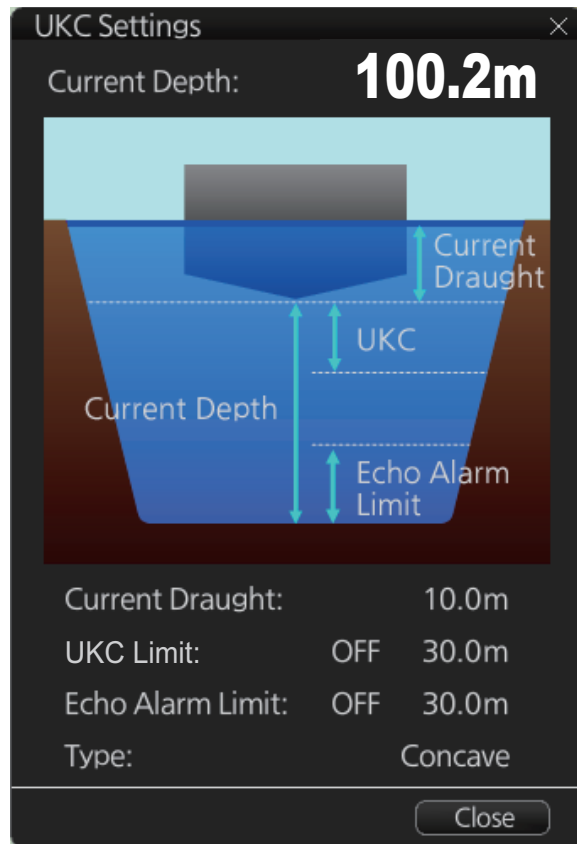 UKC Settings
Current Depth: 100.2m
Current
Draught
UKC
Current Depth
Echo Alarm
Limit
Current Draught: 10.0m
UKC Limit: OFF 30.0m
Echo Alarm Limit: OFF 30.0m
Type: Concave
Close